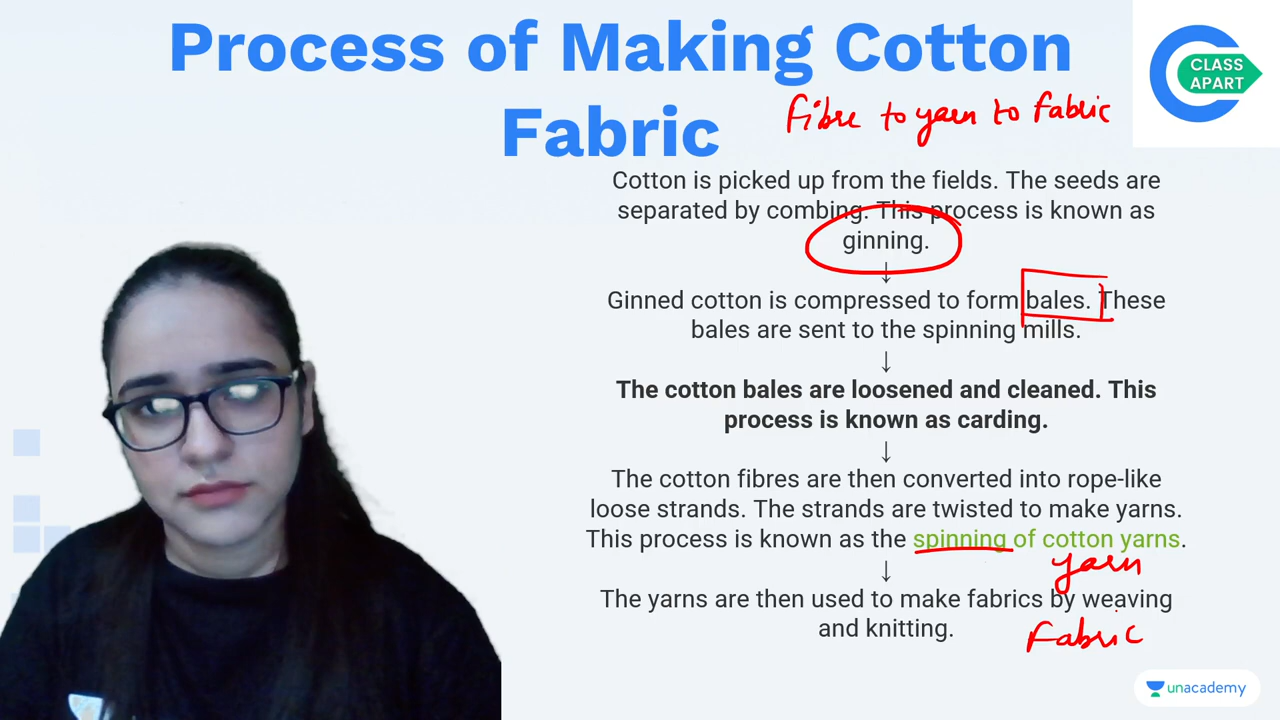 Process of Making Cotton
Fabric
CLASS
APART
Fibre to yarn to fabric
Cotton is picked up from the fields. The seeds are
separated by combing. This process is known as
ginning.
↓
Ginned cotton is compressed to form bales. These
bales are sent to the spinning mills.
↓
The cotton bales are loosened and cleaned. This
process is known as carding.
↓
The cotton fibres are then converted into rope-like
loose strands. The strands are twisted to make yarns.
This process is known as the spinning of cotton yarns.
↓
yarn
The yarns are then used to make fabrics by weaving
and knitting.
Fabric
unacademy